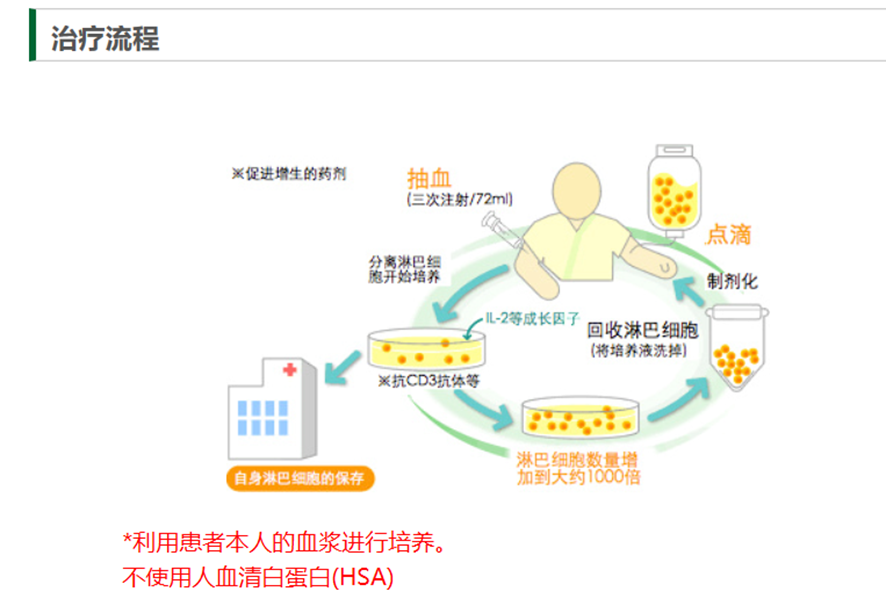 治疗流程
※促进增生的药剂
抽血
(三次注射/72ml)
点滴
分离淋巴细
胞开始培养
制剂化
IL-2等成长因子
回收淋巴细胞
(将培养液洗掉)
※抗CD3抗体等
淋巴细胞数量增
加到大约1000倍
自身淋巴细胞的保存
*利用患者本人的血浆进行培养。
不使用人血清白蛋白(HSA)